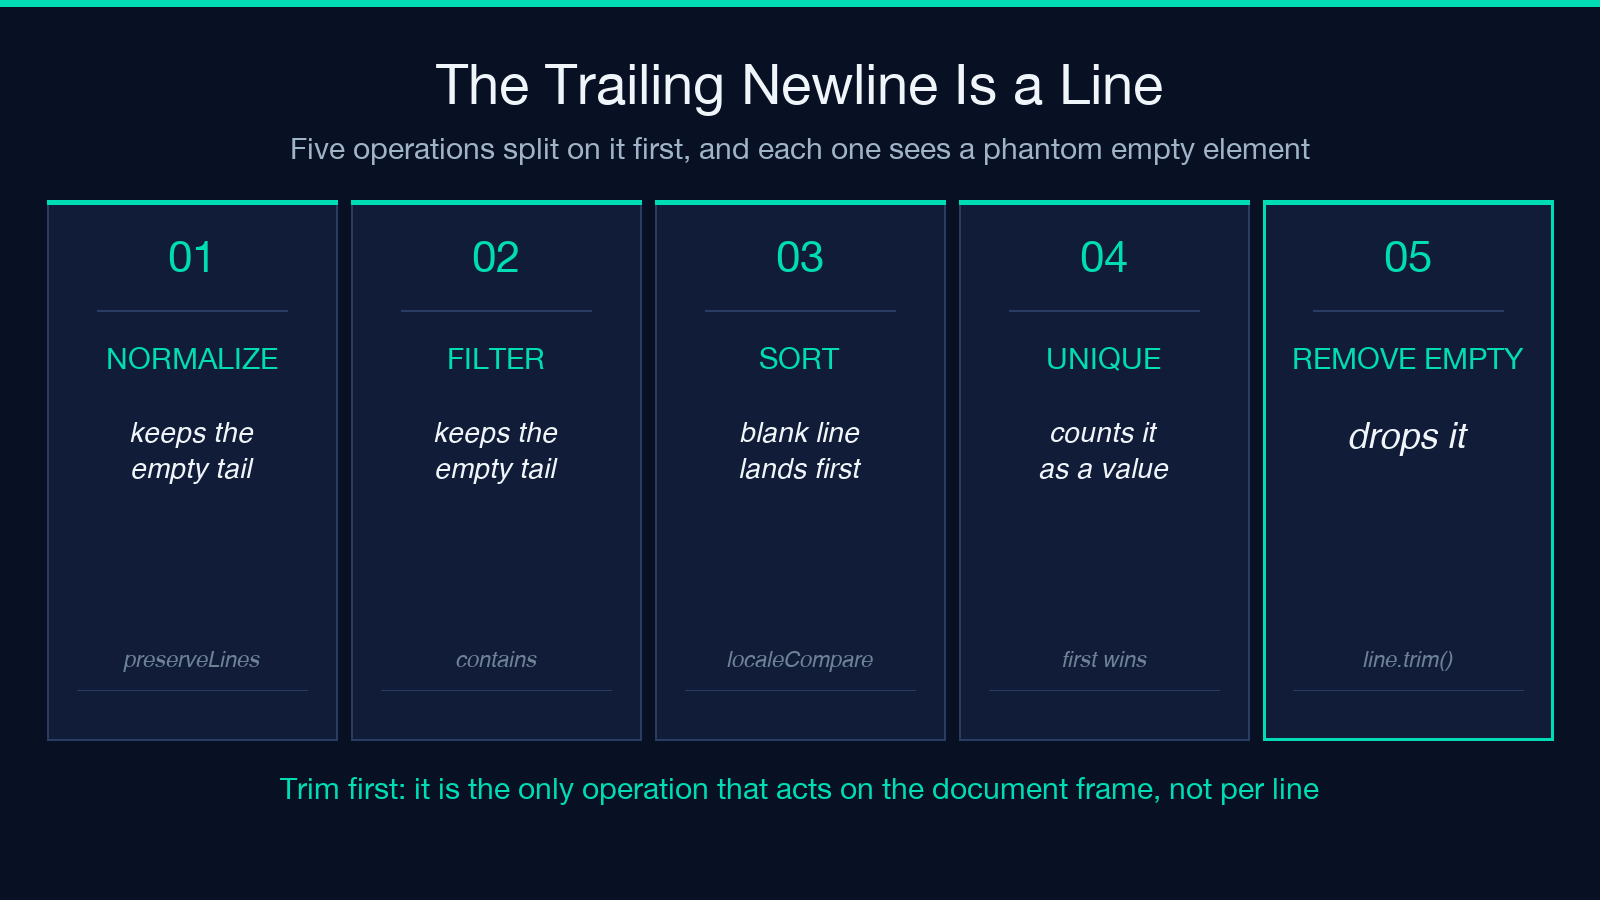 The Trailing Newline Is a Line
Five operations split on it first, and each one sees a phantom empty element
01
NORMALIZE
keeps the
empty tail
preserveLines
02
FILTER
keeps the
empty tail
contains
03
SORT
blank line
lands first
localeCompare
04
UNIQUE
counts it
as a value
first wins
05
REMOVE EMPTY
drops it
line.trim()
Trim first: it is the only operation that acts on the document frame, not per line